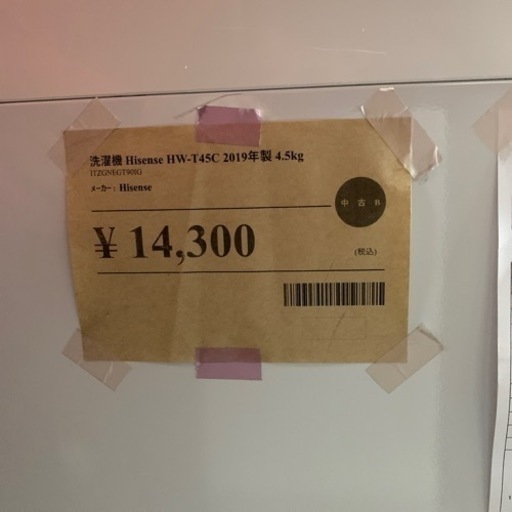 洗濯機 Hisense HW-T45C 2019年製 4.5kg
ITZGNEGT90IG
メーカー： Hisense
中古B
¥ 14,300
(税込)